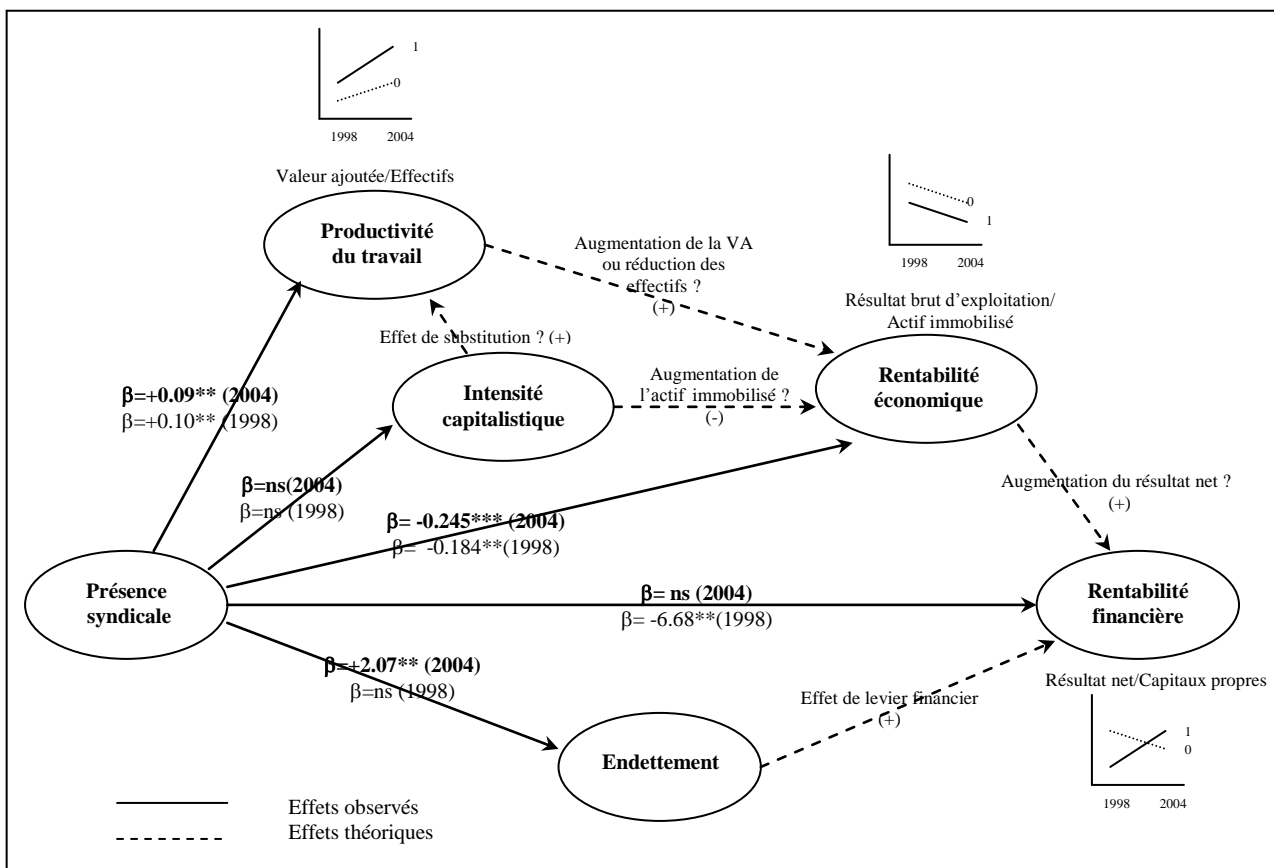 1
0
1998 2004
Valeur ajoutée/Effectifs
Productivité
du travail
0
1
1998 2004
Augmentation de la VA
ou réduction des
effectifs ?
(+)
Résultat brut d'exploitation/
Actif immobilisé
Effet de substitution ? (+)
Intensité
capitalistique
Augmentation de
l'actif immobilisé ?
(-)
Rentabilité
économique
β=+0.09** (2004)
β=+0.10** (1998)
β=ns(2004)
β=ns (1998)
β= -0.245*** (2004)
β= -0.184**(1998)
Augmentation du résultat net ?
(+)
Présence
syndicale
β= ns (2004)
β= -6.68**(1998)
Rentabilité
financière
β=+2.07** (2004)
β=ns (1998)
Effet de levier financier
(+)
Résultat net/Capitaux propres
1
0
1998 2004
Endettement
Effets observés
Effets théoriques